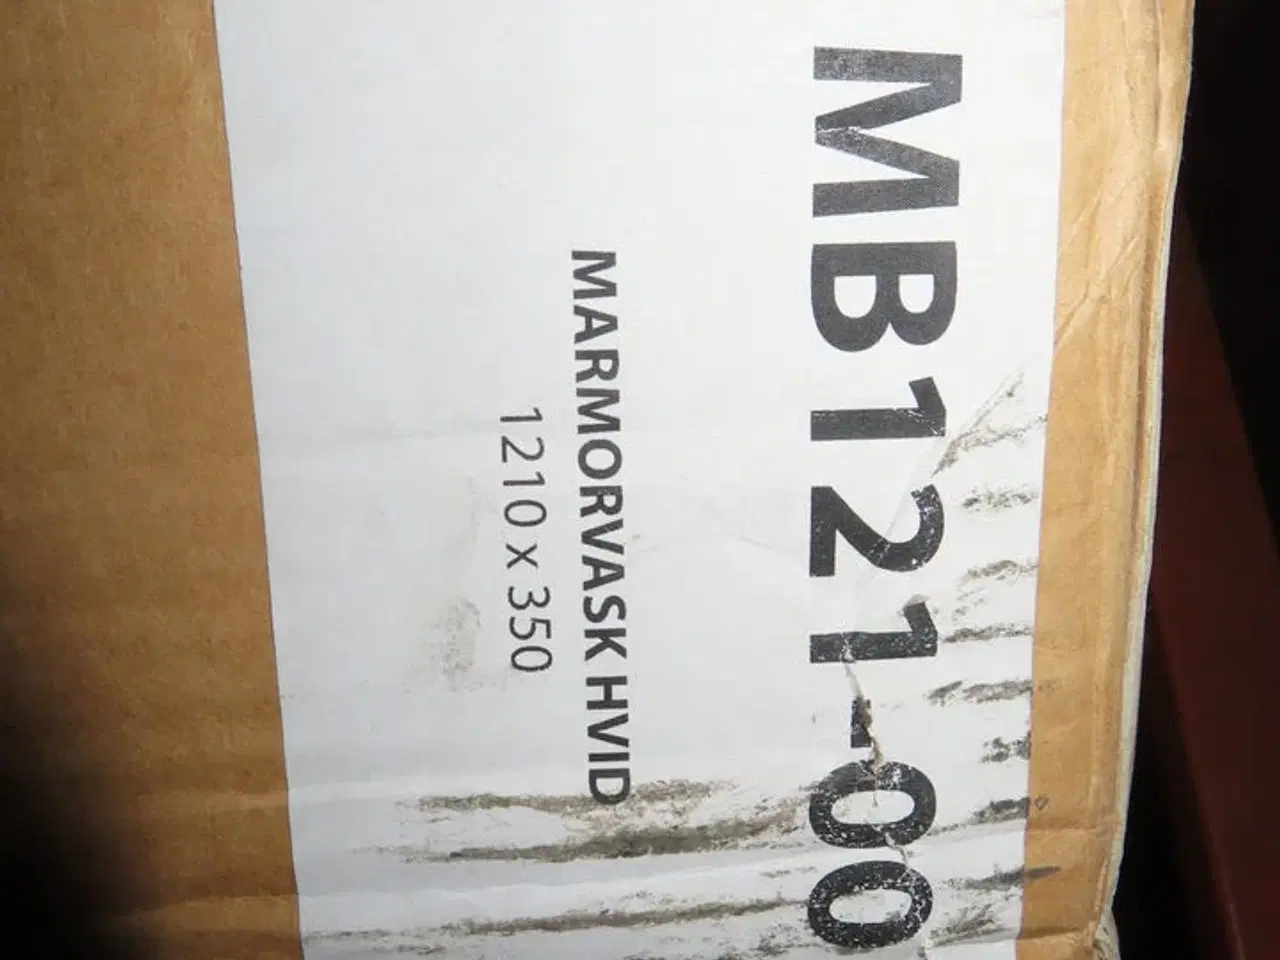 MB121-00
MARMORVASK HVID
1210 x 350